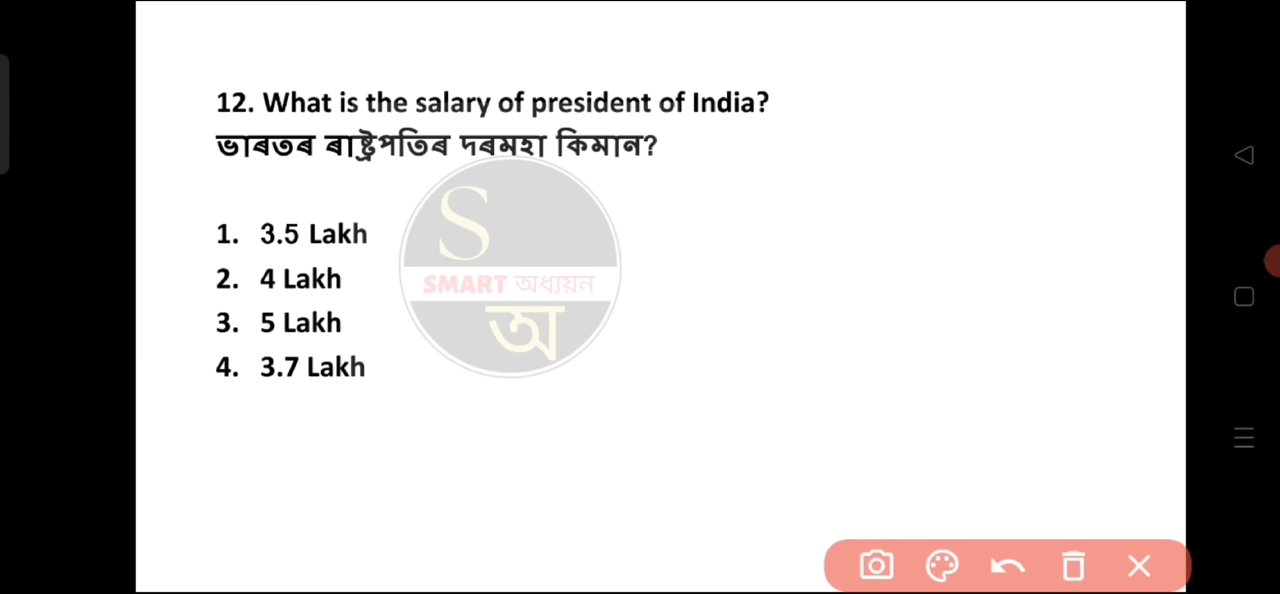 12. What is the salary of president of India?
ভাৰতৰ ৰাষ্ট্ৰপতিৰ দৰমহা কিমান?
1. 3.5 Lakh
2. 4 Lakh
3. 5 Lakh
4. 3.7 Lakh
S
SMART অধ্যয়ন
অ